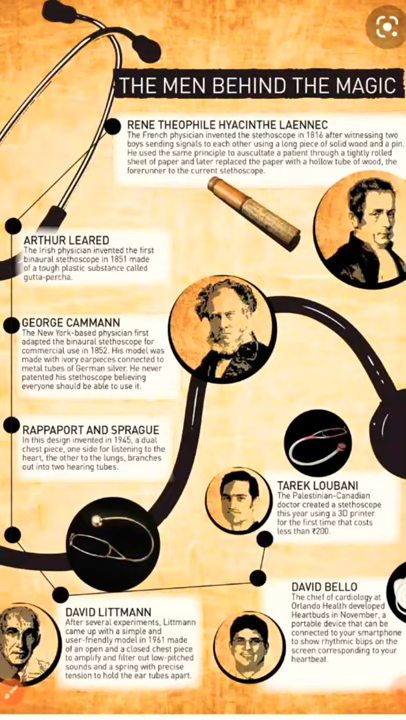 THE MEN BEHIND THE MAGIC
RENE THEOPHILE HYACINTHE LAENNEC
The French physician invented the stethoscope in 1816 after witnessing two
boys sending signals to each other using a long piece of solid wood and a pin.
He used the same principle to auscultate a patient through a tightly rolled
sheet of paper and later replaced the paper with a hollow tube of wood, the
forerunner to the current stethoscope.
ARTHUR LEARED
The Irish physician invented the first
binaural stethoscope in 1851 made
of a tough plastic substance called
gutta-percha.
GEORGE CAMMANN
The New York-based physician first
adapted the binaural stethoscope for
commercial use in 1852. His model was
made with ivory earpieces connected to
metal tubes of German silver. He never
patented his stethoscope believing
everyone should be able to use it.
RAPPAPORT AND SPRAGUE
In this design invented in 1945, a dual
chest piece, one side for listening to the
heart, the other to the lungs, branches
out into two hearing tubes.
TAREK LOUBANI
The Palestinian-Canadian
doctor created a stethoscope
this year using a 3D printer
for the first time that costs
less than ₹200.
DAVID LITTMANN
After several experiments, Littmann
came up with a simple and
user-friendly model in 1961 made
of an open and a closed chest piece
to amplify and filter out low-pitched
sounds and a spring with precise
tension to hold the ear tubes apart.
DAVID BELLO
The chief of cardiology at
Orlando Health developed
Heartbuds in November, a
portable device that can be
connected to your smartphone
to show rhythmic blips on the
screen corresponding to your
heartbeat.